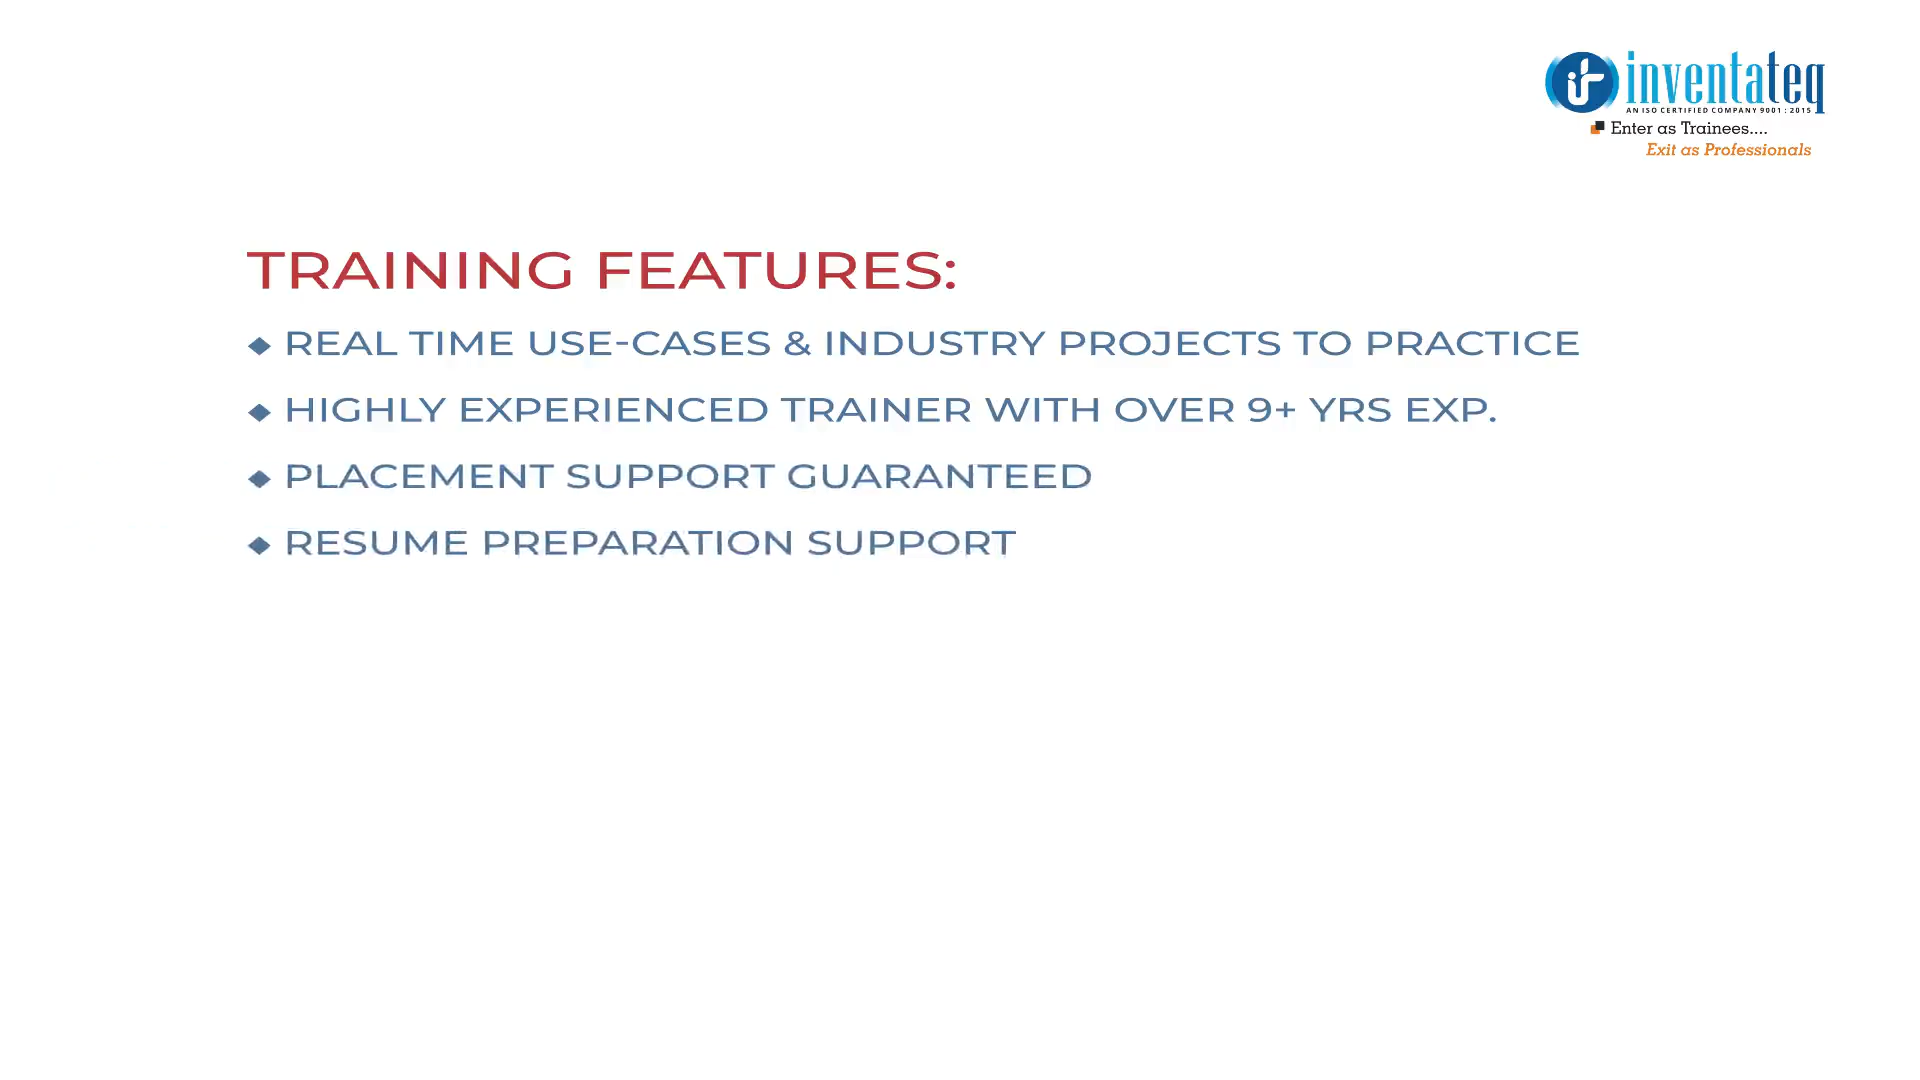 inventateq
AN ISO CERTIFIED COMPANY 9001 : 2015
Enter as Trainees....
Exit as Professionals
TRAINING FEATURES:
◆ REAL TIME USE-CASES & INDUSTRY PROJECTS TO PRACTICE
◆ HIGHLY EXPERIENCED TRAINER WITH OVER 9+ YRS EXP.
◆ PLACEMENT SUPPORT GUARANTEED
◆ RESUME PREPARATION SUPPORT